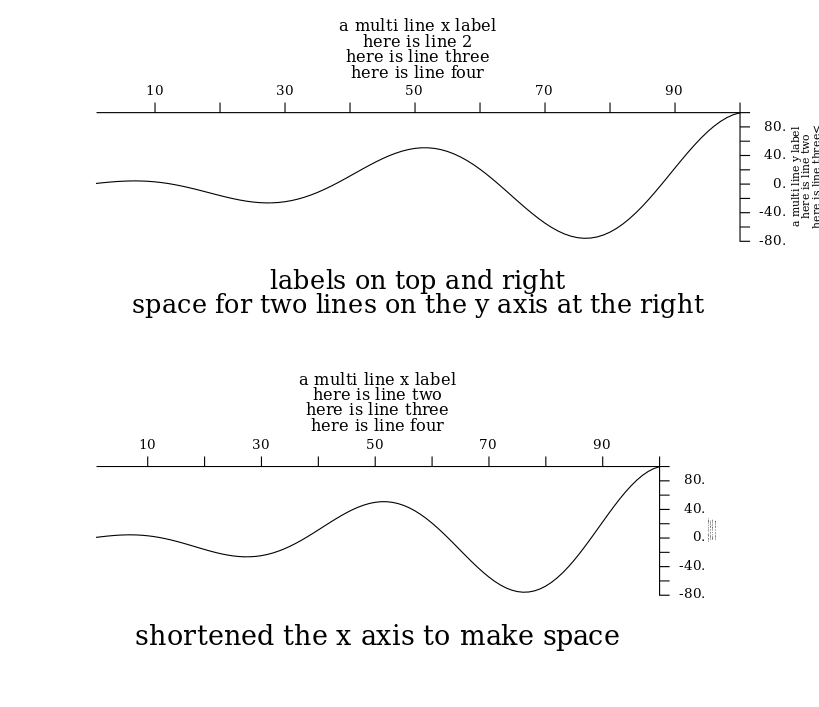 a multi line x label
here is line 2
here is line three
here is line four
10 30 50 70 90
80.
40.
0.
-40.
-80.
a multi line y label
here is line two
here is line three<
labels on top and right
space for two lines on the y axis at the right
a multi line x label
here is line two
here is line three
here is line four
10 30 50 70 90
80.
40.
0.
-40.
-80.
shortened the x axis to make space